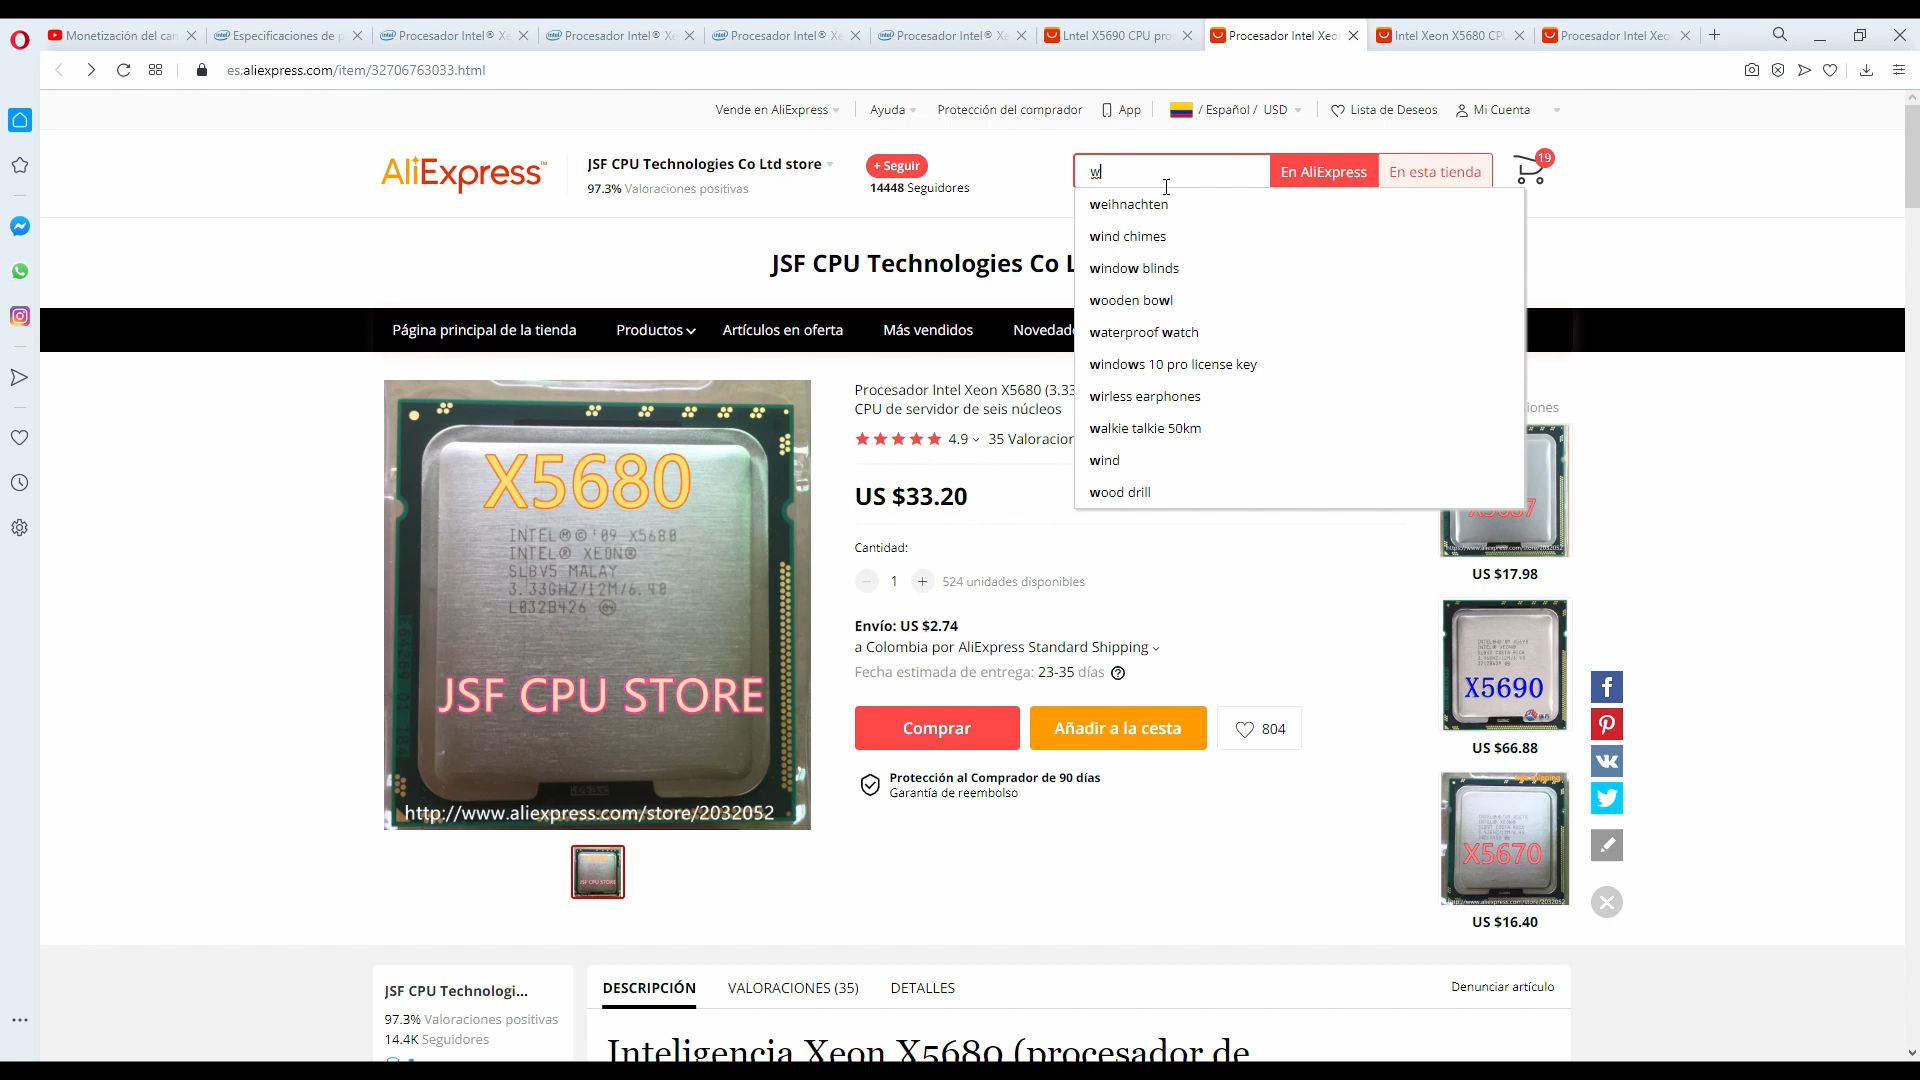 Monetización del can
Especificaciones de p
Procesador Intel® X
Procesador Intel® Xe
Procesador Intel® X
Procesador Intel® Xe
Lntel X5690 CPU pro
Procesador Intel Xeo
Intel Xeon X5680 CP
Procesador Intel Xeo
es.aliexpress.com/item/32706763033.html
Vende en AliExpress
Ayuda
Protección del comprador
App
/ Español / USD
Lista de Deseos
Mi Cuenta
AliExpress
JSF CPU Technologies Co Ltd store
97.3% Valoraciones positivas
+ Seguir
14448 Seguidores
w
En AliExpress
En esta tienda
19
weihnachten
wind chimes
window blinds
wooden bowl
waterproof watch
windows 10 pro license key
wirless earphones
walkie talkie 50km
wind
wood drill
JSF CPU Technologies Co L
Página principal de la tienda
Productos
Artículos en oferta
Más vendidos
Novedad
X5680
INTEL®©'09 X5680
INTEL® XEON®
SLBV5 MALAY
3.33GHZ/12M/6.40
L032B426
JSF CPU STORE
http://www.aliexpress.com/store/2032052
Procesador Intel Xeon X5680 (3.33
CPU de servidor de seis núcleos
4.9
35 Valoracion
US $33.20
Cantidad:
1
524 unidades disponibles
Envío: US $2.74
a Colombia por AliExpress Standard Shipping
Fecha estimada de entrega: 23-35 días
Comprar
Añadir a la cesta
804
Protección al Comprador de 90 días
Garantía de reembolso
iones
US $17.98
X5690
US $66.88
X5670
US $16.40
JSF CPU Technologi...
97.3% Valoraciones positivas
14.4K Seguidores
DESCRIPCIÓN
VALORACIONES (35)
DETALLES
Denunciar artículo
Inteligencia Xeon X5680 (procesador de